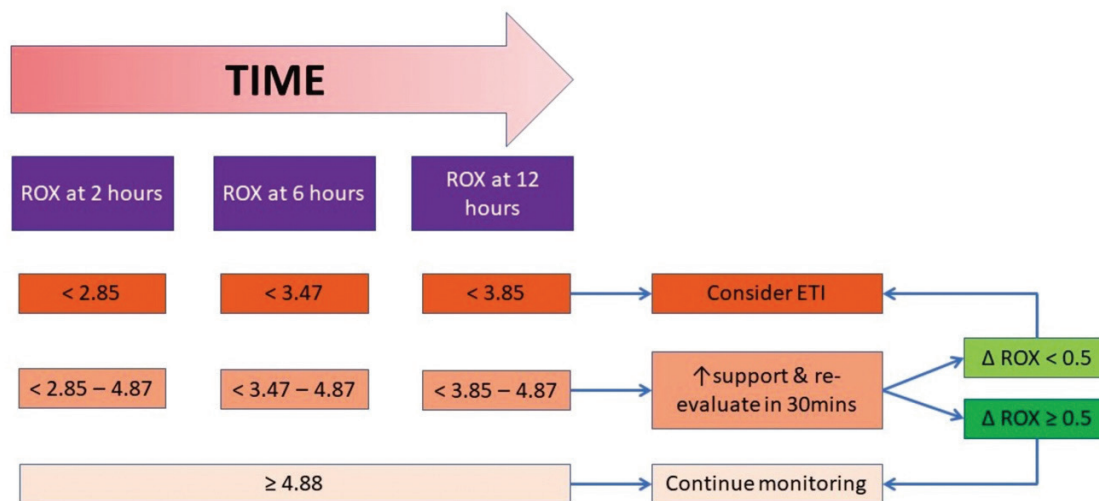 TIME
ROX at 2 hours
ROX at 6 hours
ROX at 12
hours
< 2.85
< 3.47
< 3.85
Consider ETI
Δ ROX < 0.5
< 2.85 – 4.87
< 3.47 – 4.87
< 3.85 – 4.87
↑support & re-
evaluate in 30mins
Δ ROX ≥ 0.5
≥ 4.88
Continue monitoring